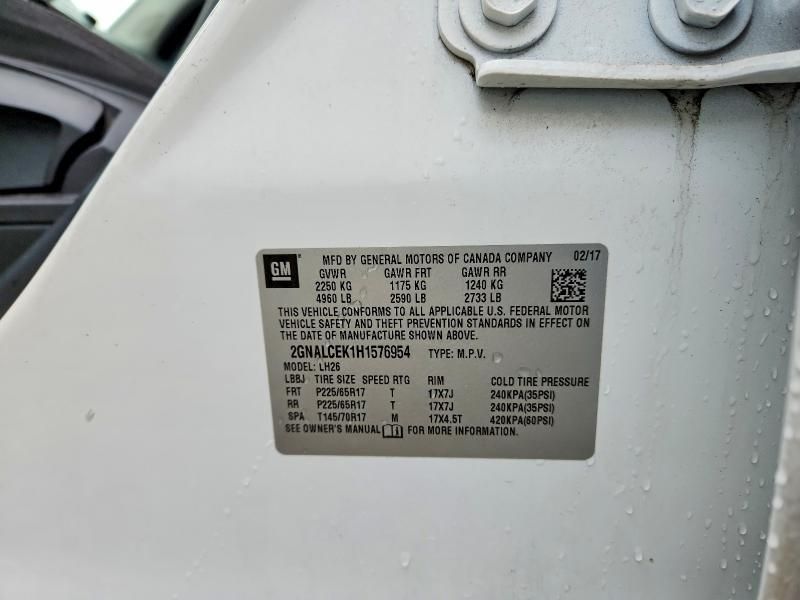 GM MFD BY GENERAL MOTORS OF CANADA COMPANY 02/17
GVWR GAWR FRT GAWR RR
2250 KG 1175 KG 1240 KG
4960 LB 2590 LB 2733 LB
THIS VEHICLE CONFORMS TO ALL APPLICABLE U.S. FEDERAL MOTOR
VEHICLE SAFETY AND THEFT PREVENTION STANDARDS IN EFFECT ON
THE DATE OF MANUFACTURE SHOWN ABOVE.
2GNALCEK1H1576954 TYPE: M.P.V.
MODEL: LH26
LBBJ TIRE SIZE SPEED RTG RIM COLD TIRE PRESSURE
FRT P225/65R17 T 17X7J 240KPA(35PSI)
RR P225/65R17 T 17X7J 240KPA(35PSI)
SPA T145/70R17 M 17X4.5T 420KPA(60PSI)
SEE OWNER'S MANUAL FOR MORE INFORMATION.